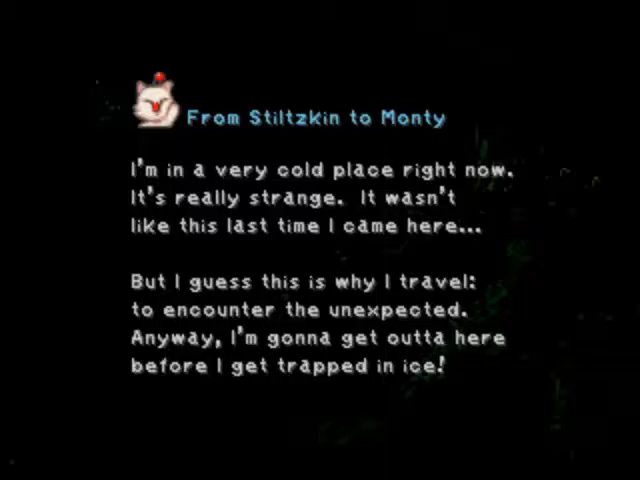 From Stiltzkin to Monty
I'm in a very cold place right now.
It's really strange. It wasn't
like this last time I came here...
But I guess this is why I travel:
to encounter the unexpected.
Anyway, I'm gonna get outta here
before I get trapped in ice!